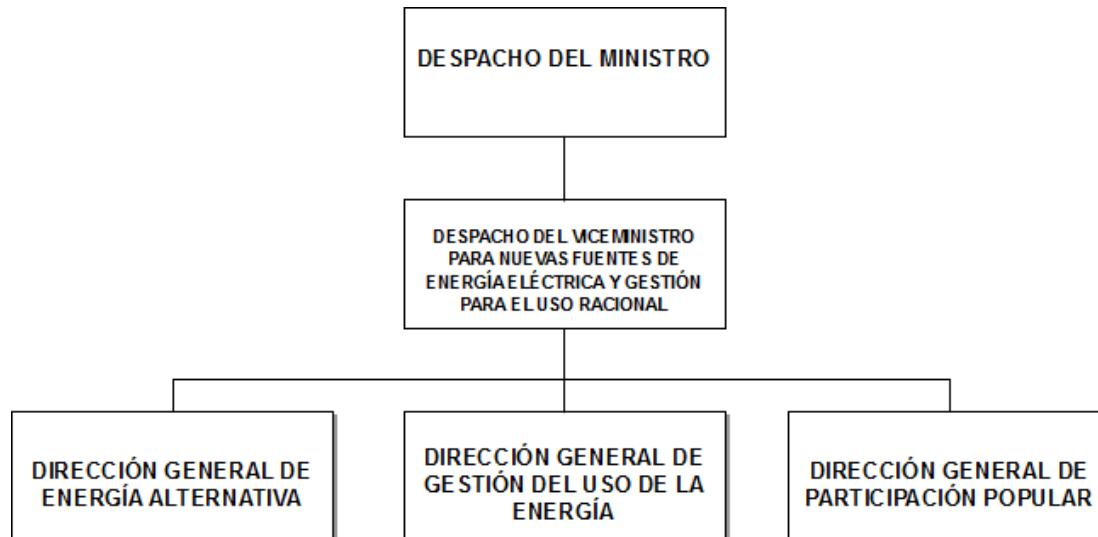 DESPACHO DEL MINISTRO
DESPACHO DEL VICEMINISTRO
PARA NUEVAS FUENTES DE
ENERGÍA ELÉCTRICA Y GESTIÓN
PARA EL USO RACIONAL
DIRECCIÓN GENERAL DE
ENERGÍA ALTERNATIVA
DIRECCIÓN GENERAL DE
GESTIÓN DEL USO DE LA
ENERGÍA
DIRECCIÓN GENERAL DE
PARTICIPACIÓN POPULAR